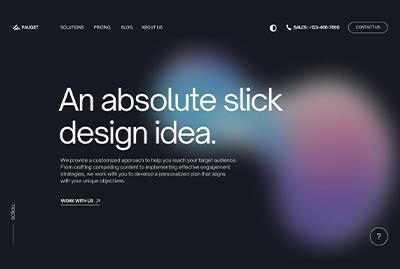 FAUGET
SOLUTIONS PRICING BLOG ABOUT US
SALES: +123-456-7890
CONTACT US
An absolute slick
design idea.
We provide a customized approach to help you reach your target audience.
From crafting compelling content to implementing effective engagement
strategies, we work with you to develop a personalized plan that aligns
with your unique objectives.
WORK WITH US
SCROLL
?